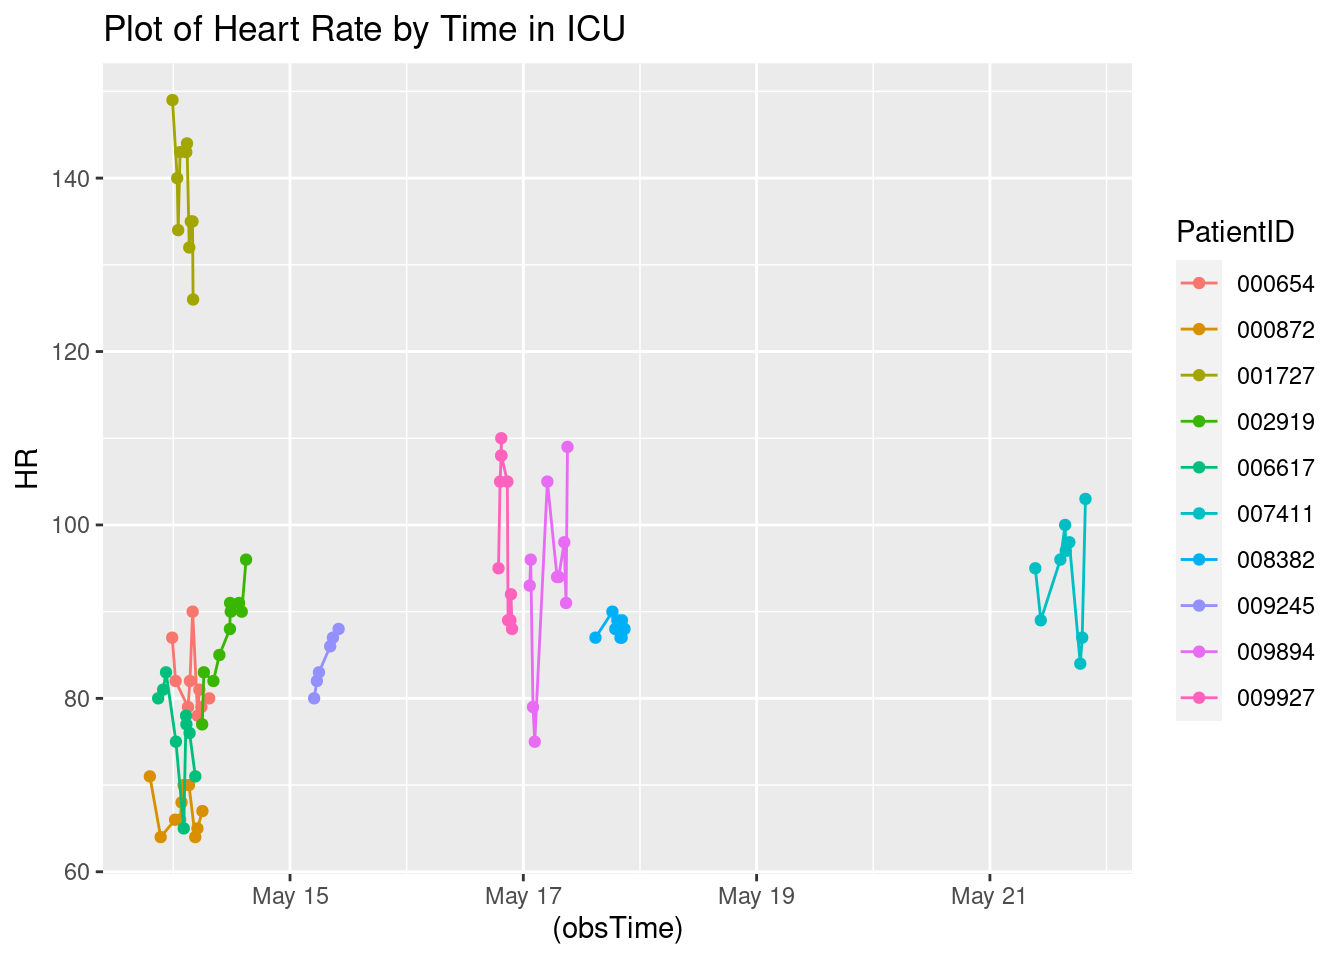 Plot of Heart Rate by Time in ICU
HR
140
120
100
80
60
May 15
May 17
May 19
May 21
(obsTime)
PatientID
000654
000872
001727
002919
006617
007411
008382
009245
009894
009927